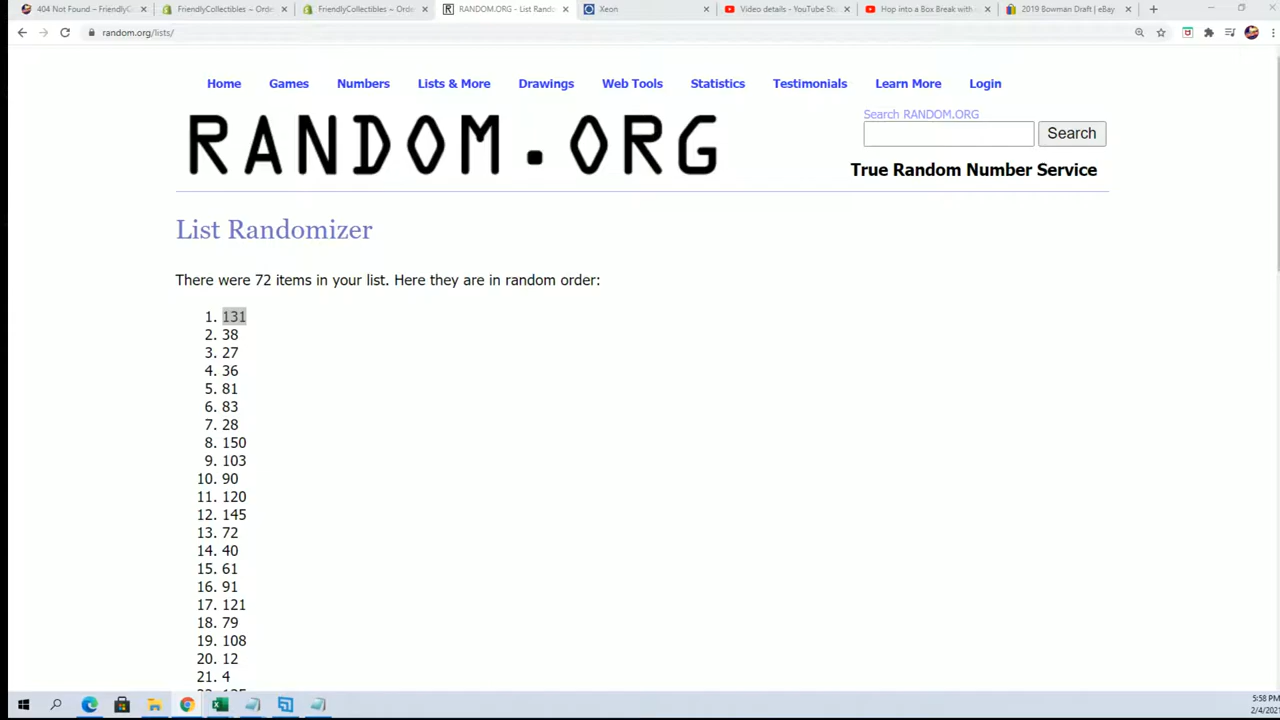 404 Not Found – FriendlyC
FriendlyCollectibles ~ Orde
FriendlyCollectibles ~ Orde
RANDOM.ORG - List Rando
Xeon
Video details - YouTube St
Hop into a Box Break with
2019 Bowman Draft | eBay
random.org/lists/
Home Games Numbers Lists & More Drawings Web Tools Statistics Testimonials Learn More Login
RANDOM.ORG
Search RANDOM.ORG
Search
True Random Number Service
List Randomizer
There were 72 items in your list. Here they are in random order:
1. 131
2. 38
3. 27
4. 36
5. 81
6. 83
7. 28
8. 150
9. 103
10. 90
11. 120
12. 145
13. 72
14. 40
15. 61
16. 91
17. 121
18. 79
19. 108
20. 12
21. 4
5:58 PM
2/4/202